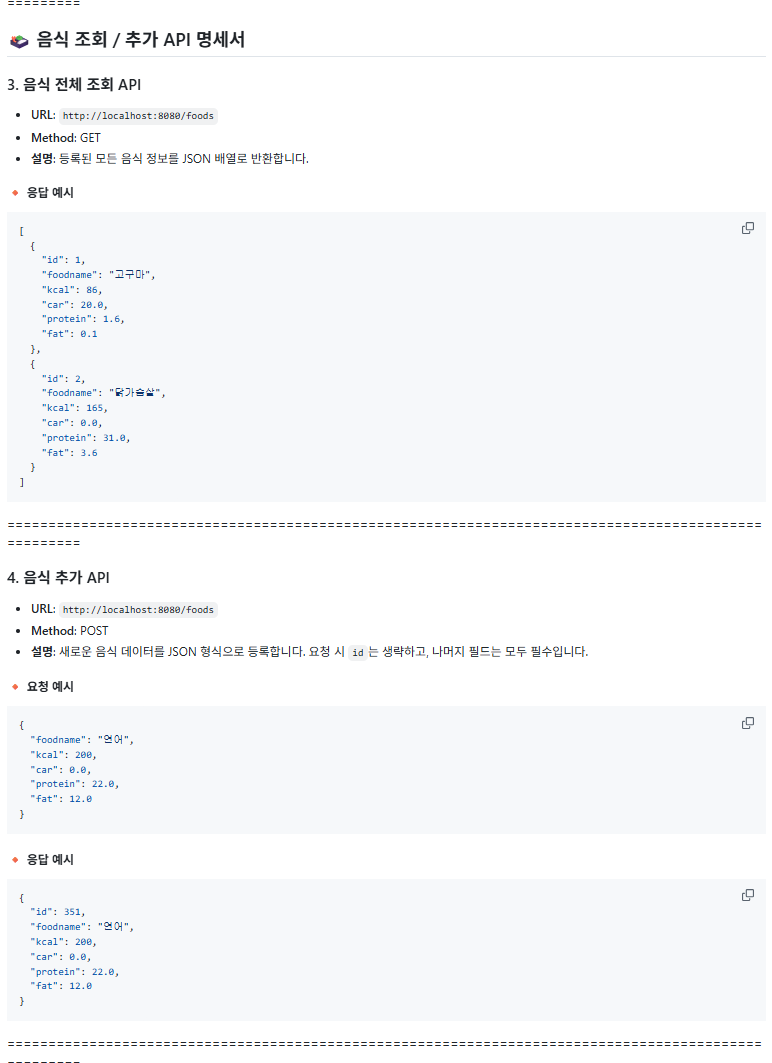 =========
음식 조회 / 추가 API 명세서
3. 음식 전체 조회 API
• URL: http://localhost:8080/foods
• Method: GET
• 설명: 등록된 모든 음식 정보를 JSON 배열로 반환합니다.
응답 예시
[
  {
    "id": 1,
    "foodname": "고구마",
    "kcal": 86,
    "car": 20.0,
    "protein": 1.6,
    "fat": 0.1
  },
  {
    "id": 2,
    "foodname": "닭가슴살",
    "kcal": 165,
    "car": 0.0,
    "protein": 31.0,
    "fat": 3.6
  }
]
============================================================================================
=========
4. 음식 추가 API
• URL: http://localhost:8080/foods
• Method: POST
• 설명: 새로운 음식 데이터를 JSON 형식으로 등록합니다. 요청 시 id 는 생략하고, 나머지 필드는 모두 필수입니다.
요청 예시
{
  "foodname": "연어",
  "kcal": 200,
  "car": 0.0,
  "protein": 22.0,
  "fat": 12.0
}
응답 예시
{
  "id": 351,
  "foodname": "연어",
  "kcal": 200,
  "car": 0.0,
  "protein": 22.0,
  "fat": 12.0
}
============================================================================================
=========